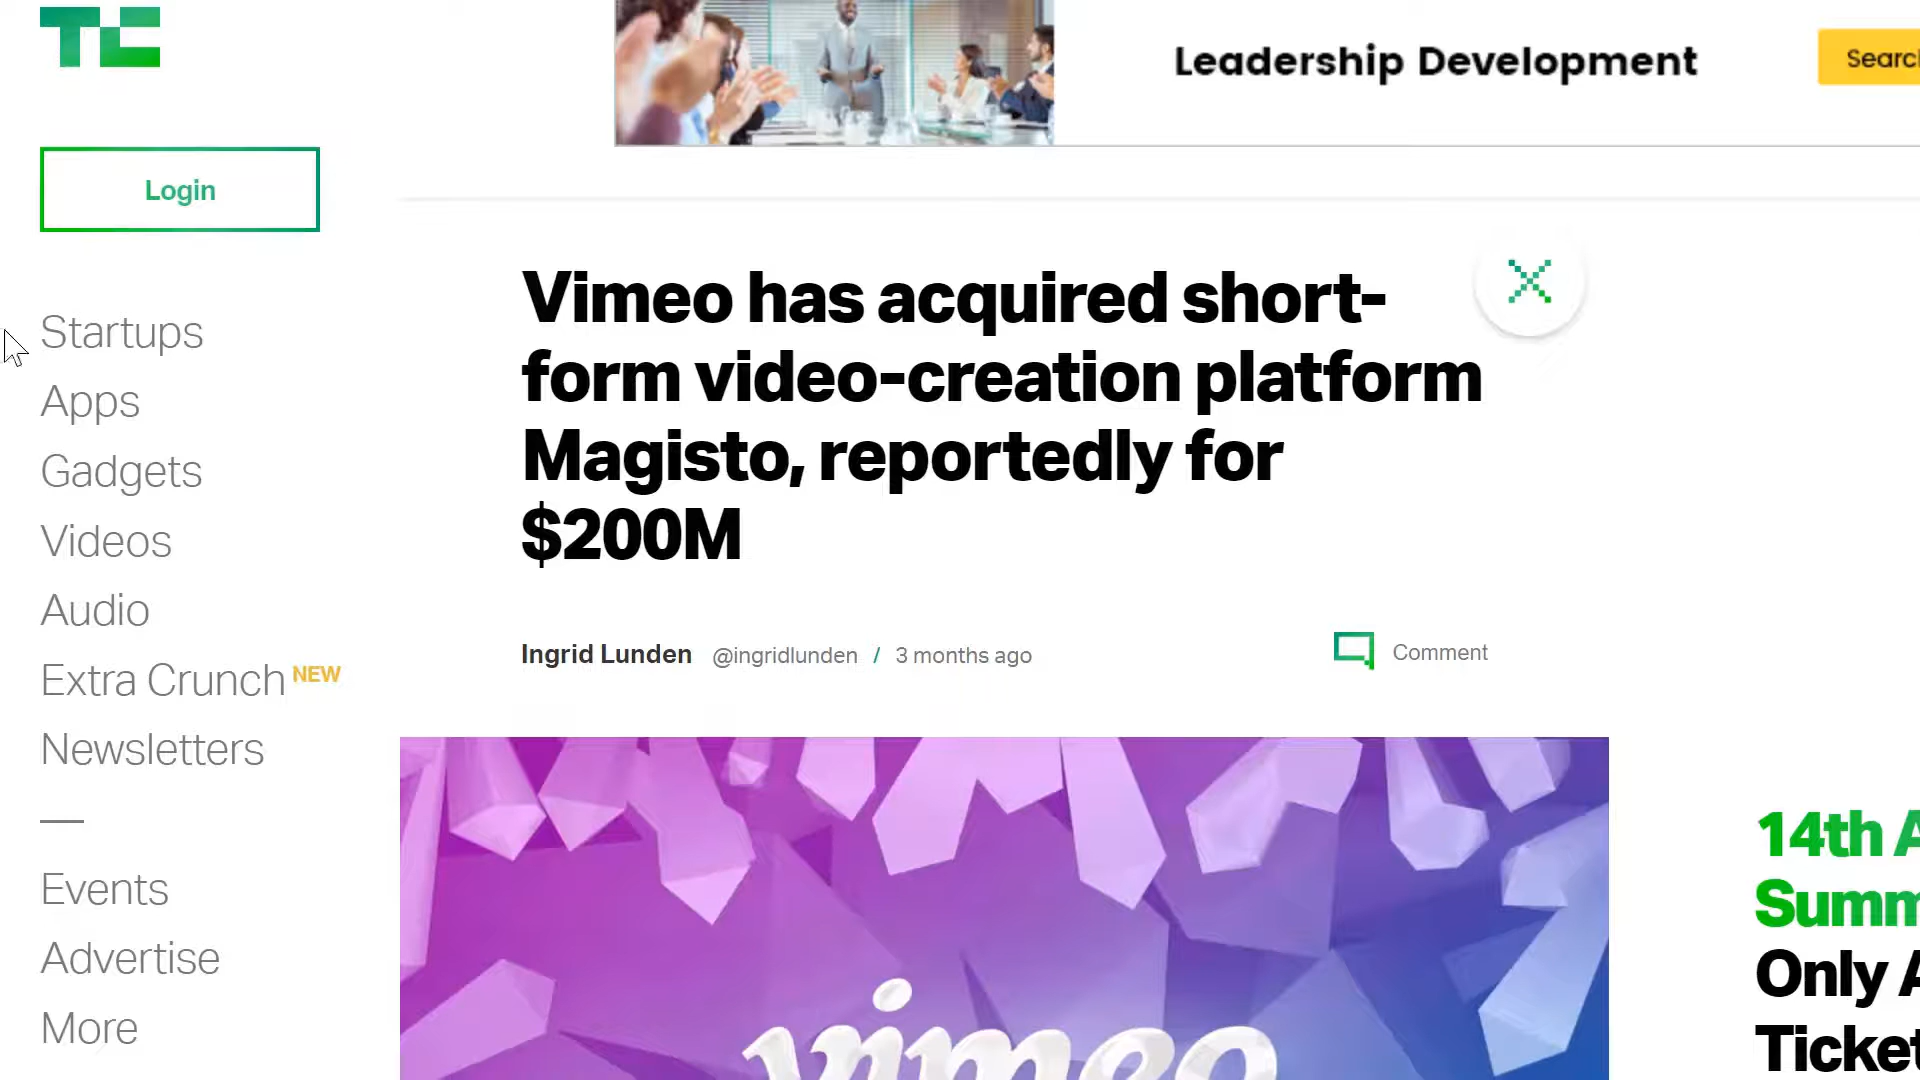 TC
Leadership Development
Login
Startups
Apps
Gadgets
Videos
Audio
Extra Crunch NEW
Newsletters
Events
Advertise
More
Vimeo has acquired short-
form video-creation platform
Magisto, reportedly for
$200M
Ingrid Lunden @ingridlunden / 3 months ago
Comment
vimeo
14th
Only